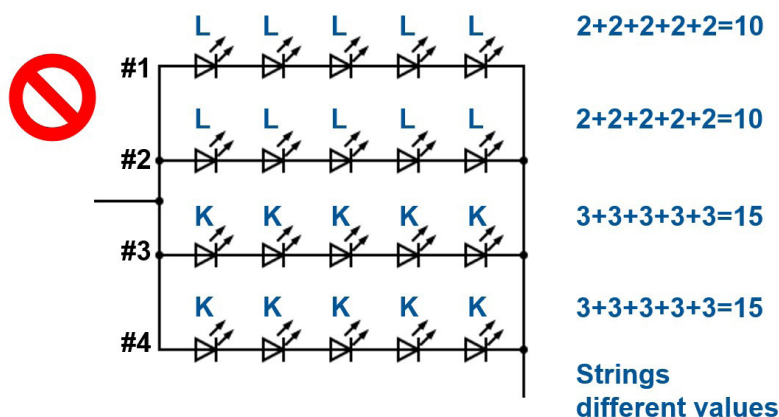 L L L L L 2+2+2+2+2=10
#1
L L L L L 2+2+2+2+2=10
#2
K K K K K 3+3+3+3+3=15
#3
K K K K K 3+3+3+3+3=15
#4
Strings
different values